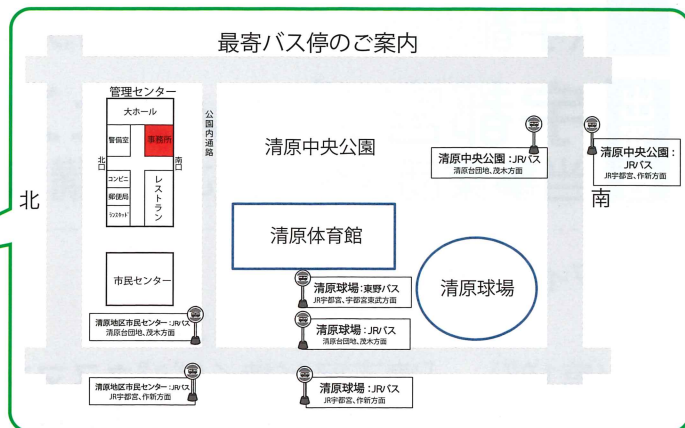 最寄バス停のご案内
管理センター
大ホール
警備室
事務所
北口
南口
コンビニ
郵便局
レストラン
市民センター
公園内通路
北
南
清原中央公園
清原体育館
清原球場
清原中央公園：JRバス
清原台団地、茂木方面
清原中央公園：
JRバス
JR宇都宮、作新方面
清原球場：東野バス
JR宇都宮、宇都宮東武方面
清原球場：JRバス
清原台団地、茂木方面
清原地区市民センター：JRバス
清原台団地、茂木方面
清原地区市民センター：JRバス
JR宇都宮、作新方面
清原球場：JRバス
JR宇都宮、作新方面